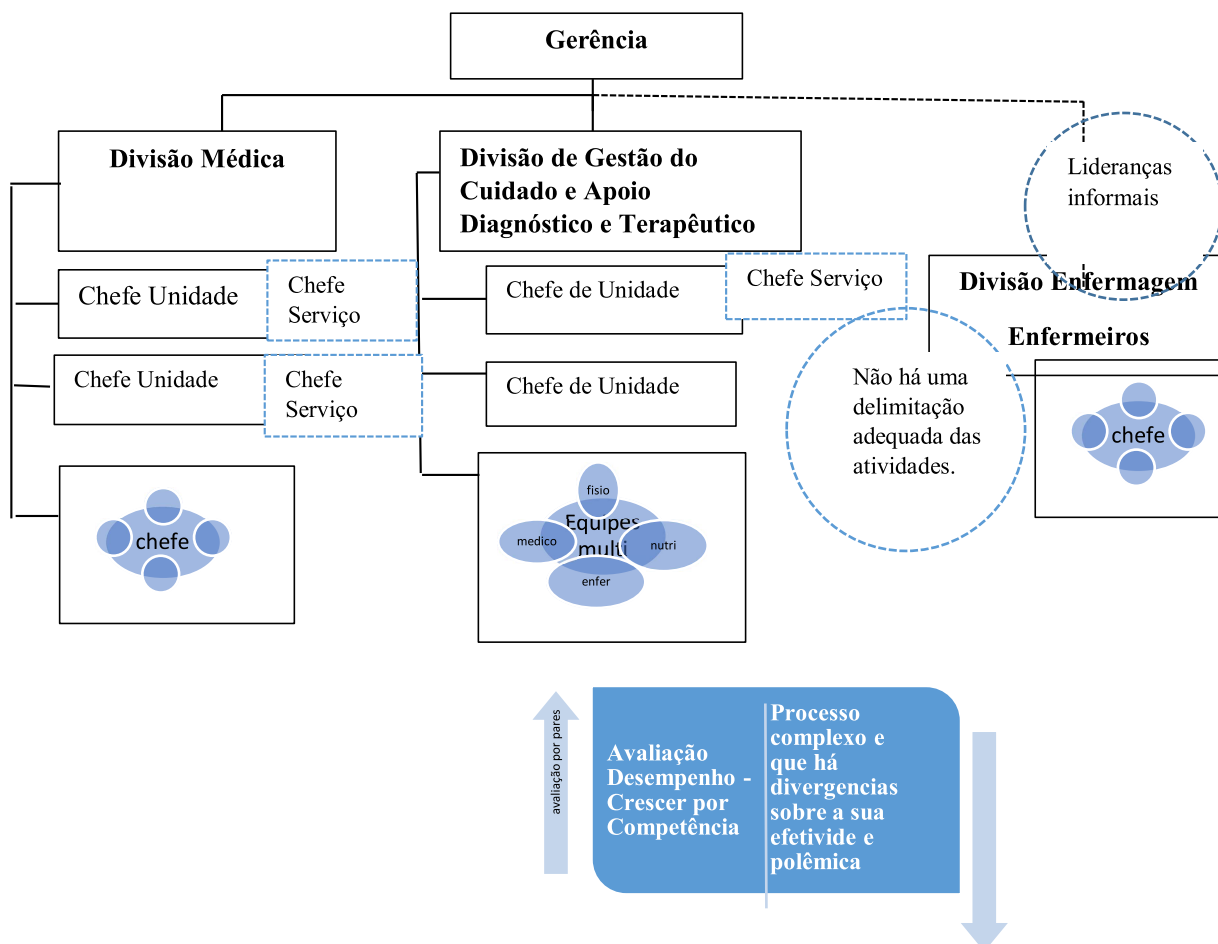 Gerência
Divisão Médica
Divisão de Gestão do
Cuidado e Apoio
Diagnóstico e Terapêutico
Lideranças
informais
Chefe Unidade
Chefe
Serviço
Chefe de Unidade
Chefe Serviço
Divisão Enfermagem
Enfermeiros
Chefe Unidade
Chefe
Serviço
Chefe de Unidade
Não há uma
delimitação
adequada das
atividades.
chefe
chefe
fisio
Equipes
multi
medico
nutri
enfer
avaliação por pares
Avaliação
Desempenho -
Crescer por
Competência
Processo
complexo e
que há
divergencias
sobre a sua
efetivide e
polêmica